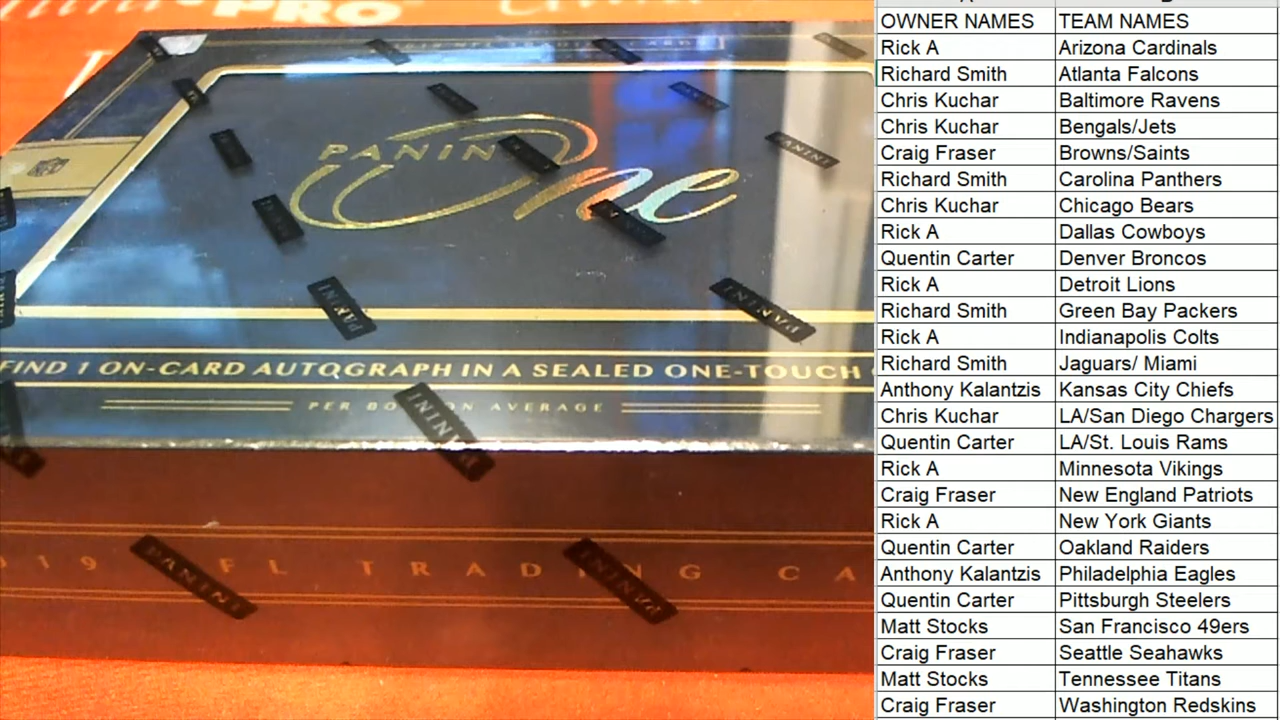 PRO
PANINI
One
FIND 1 ON-CARD AUTOGRAPH IN A SEALED ONE-TOUCH
PER BOX ON AVERAGE
19 NFL TRADING CA
PANINI
PANINI
PANINI
PANINI
PANINI
PANINI
OWNER NAMES TEAM NAMES
Rick A Arizona Cardinals
Richard Smith Atlanta Falcons
Chris Kuchar Baltimore Ravens
Chris Kuchar Bengals/Jets
Craig Fraser Browns/Saints
Richard Smith Carolina Panthers
Chris Kuchar Chicago Bears
Rick A Dallas Cowboys
Quentin Carter Denver Broncos
Rick A Detroit Lions
Richard Smith Green Bay Packers
Rick A Indianapolis Colts
Richard Smith Jaguars/ Miami
Anthony Kalantzis Kansas City Chiefs
Chris Kuchar LA/San Diego Chargers
Quentin Carter LA/St. Louis Rams
Rick A Minnesota Vikings
Craig Fraser New England Patriots
Rick A New York Giants
Quentin Carter Oakland Raiders
Anthony Kalantzis Philadelphia Eagles
Quentin Carter Pittsburgh Steelers
Matt Stocks San Francisco 49ers
Craig Fraser Seattle Seahawks
Matt Stocks Tennessee Titans
Craig Fraser Washington Redskins